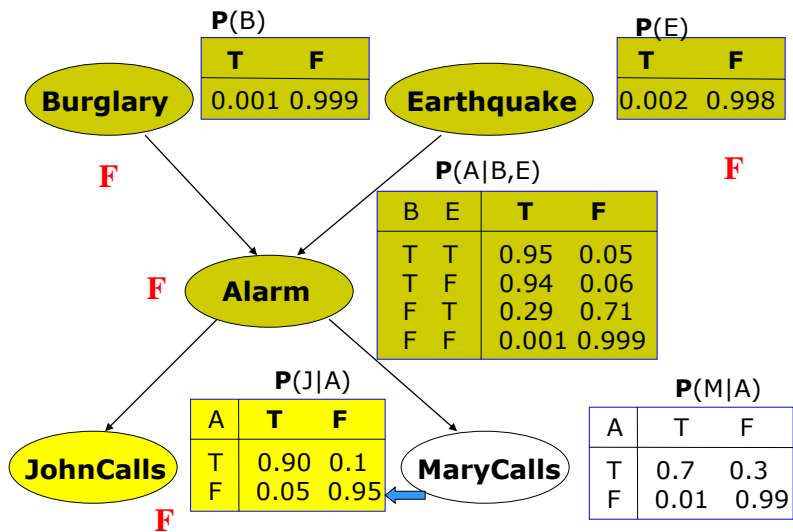 P(B)
T F
0.001 0.999
Burglary
P(E)
T F
0.002 0.998
Earthquake
F
F
P(A|B,E)
B E T F
T T 0.95 0.05
T F 0.94 0.06
F T 0.29 0.71
F F 0.001 0.999
F
Alarm
P(J|A)
A T F
T 0.90 0.1
F 0.05 0.95
JohnCalls
F
MaryCalls
P(M|A)
A T F
T 0.7 0.3
F 0.01 0.99